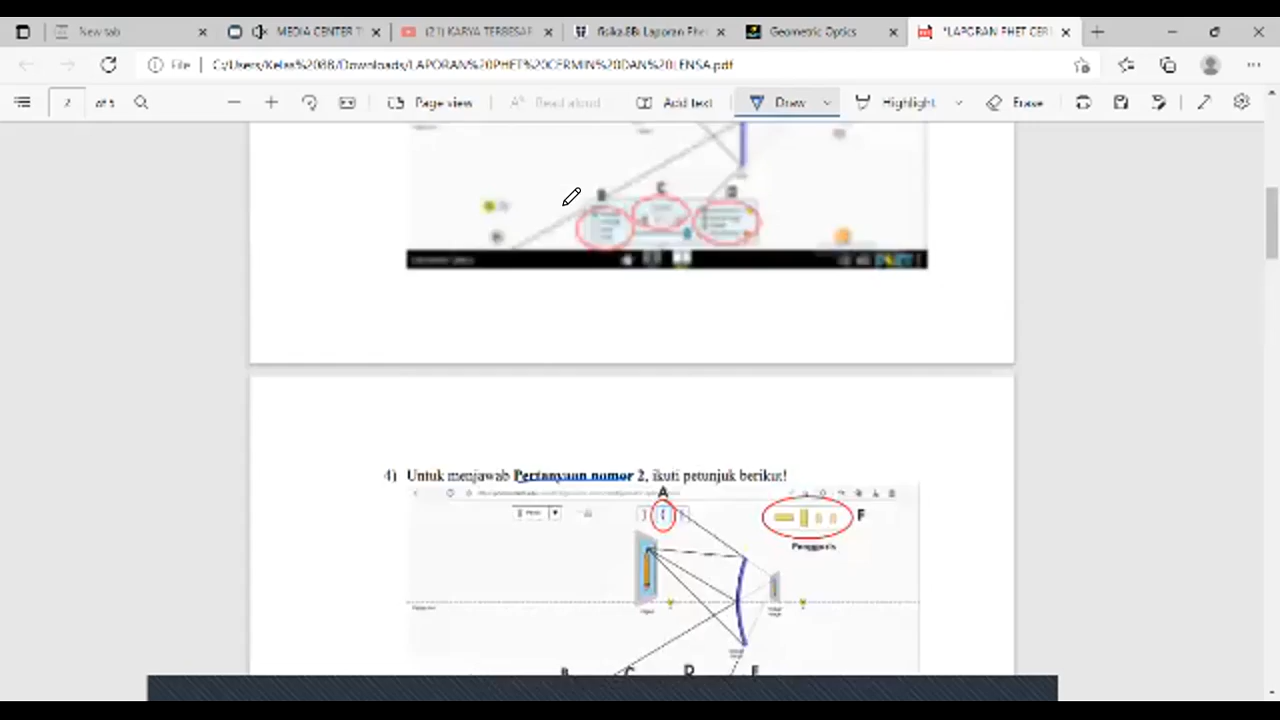 New tab
MEDIA CENTER T
(21) KARYA TERBESAR
fisika.8B: Laporan Phet
Geometric Optics
*LAPORAN PHET CER
File
C:/Users/Kelas%208B/Downloads/LAPORAN%20PHET%20CERMIN%20DAN%20LENSA.pdf
2
of 5
Page view
Read aloud
Add text
Draw
Highlight
Erase
B
C
D
4) Untuk menjawab Pertanyaan nomor 2, ikuti petunjuk berikut!
A
F
Penggaris
B C D E